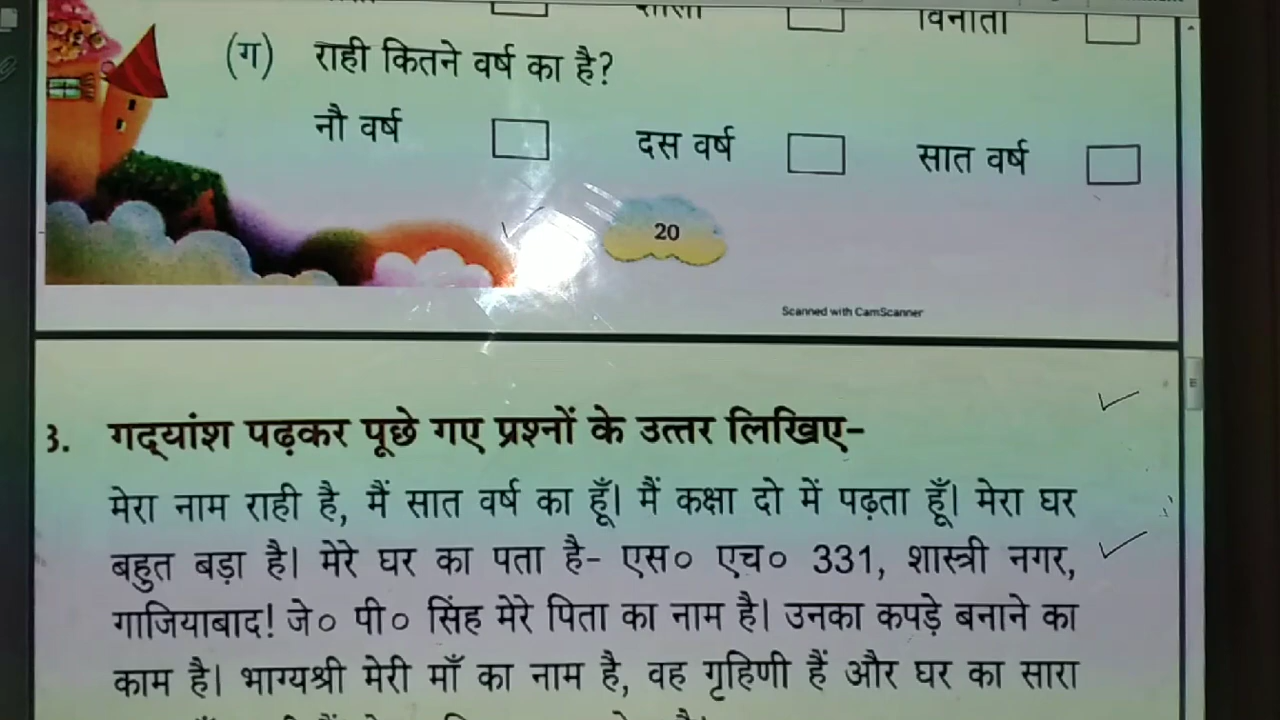 विनीता
(ग) राही कितने वर्ष का है?
नौ वर्ष दस वर्ष सात वर्ष
20
Scanned with CamScanner
3. गद्‌यांश पढ़कर पूछे गए प्रश्नों के उत्तर लिखिए-
मेरा नाम राही है, मैं सात वर्ष का हूँ। मैं कक्षा दो में पढ़ता हूँ। मेरा घर
बहुत बड़ा है। मेरे घर का पता है- एस० एच० 331, शास्त्री नगर,
गाजियाबाद! जे० पी० सिंह मेरे पिता का नाम है। उनका कपड़े बनाने का
काम है। भाग्यश्री मेरी माँ का नाम है, वह गृहिणी हैं और घर का सारा